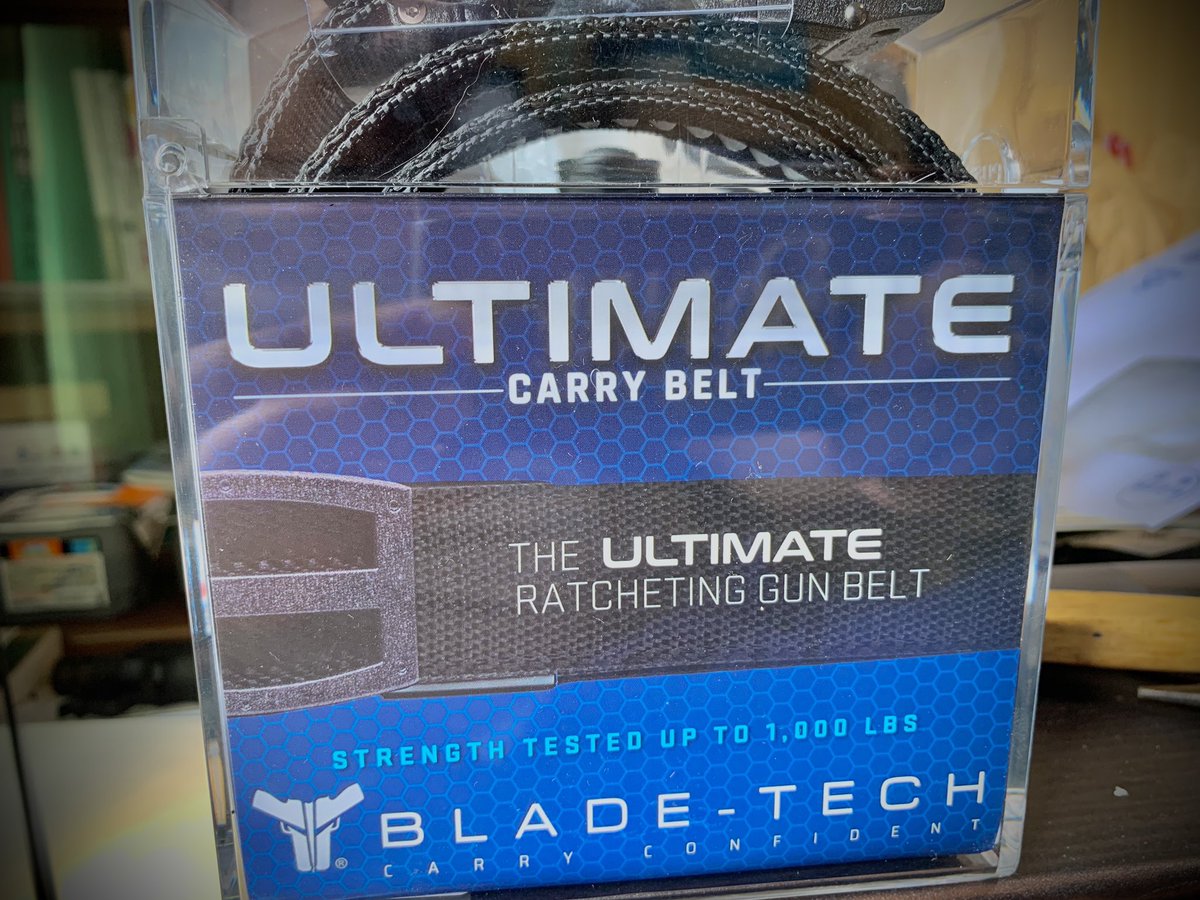 ULTIMATE
CARRY BELT
THE ULTIMATE
RATCHETING GUN BELT
STRENGTH TESTED UP TO 1,000 LBS
BLADE-TECH
®
CARRY CONFIDENT